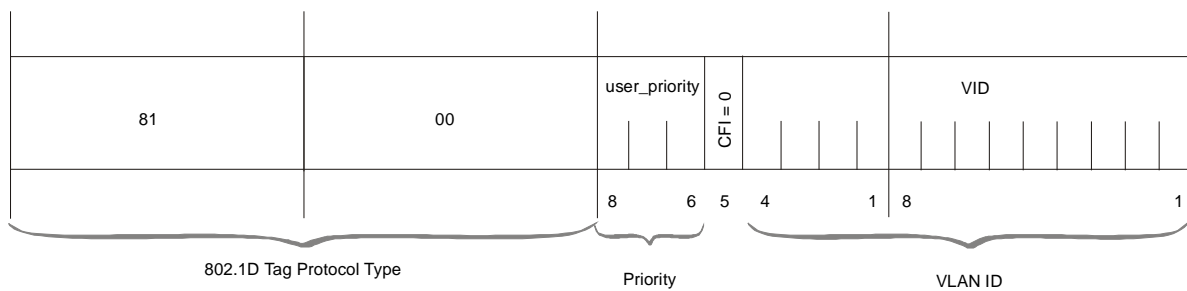 user_priority
CFI = 0
VID
81
00
8 6 5 4 1 8 1
802.1D Tag Protocol Type
Priority
VLAN ID